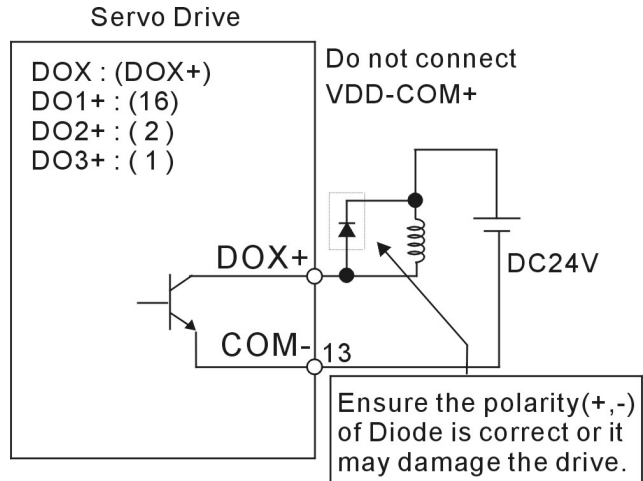 Servo Drive
DOX : (DOX+)
DO1+ : (16)
DO2+ : ( 2 )
DO3+ : ( 1 )
Do not connect
VDD-COM+
DOX+
DC24V
COM-
13
Ensure the polarity(+,-)
of Diode is correct or it
may damage the drive.